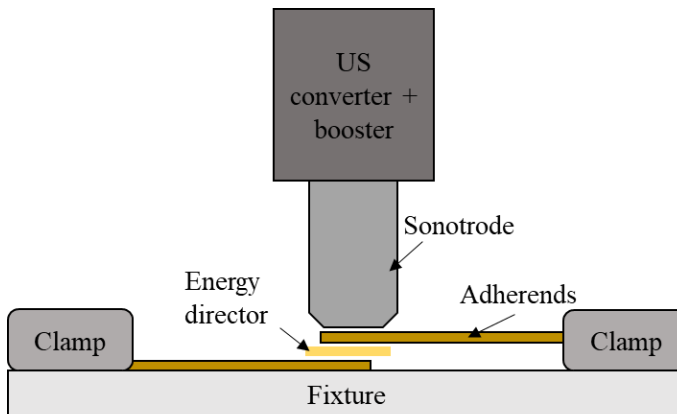 US
converter +
booster
Sonotrode
Energy
director
Adherends
Clamp
Clamp
Fixture